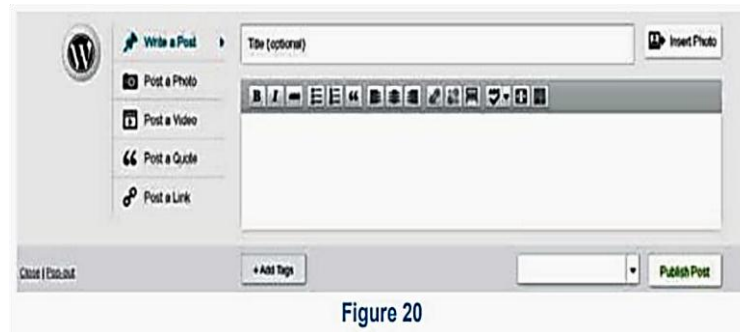 Write a Post
Post a Photo
Post a Video
Post a Quote
Post a Link
Title (optional)
Insert Photo
B I
Close | Pop-out
+ Add Tags
Publish Post
Figure 20